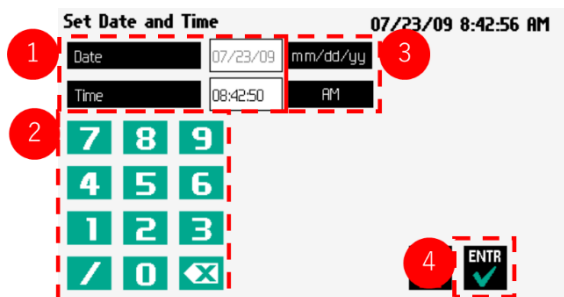 Set Date and Time 07/23/09 8:42:56 AM
1 Date 07/23/09 mm/dd/yy 3
Time 08:42:50 AM
2 7 8 9
4 5 6
1 2 3
/ 0
4 ENTR